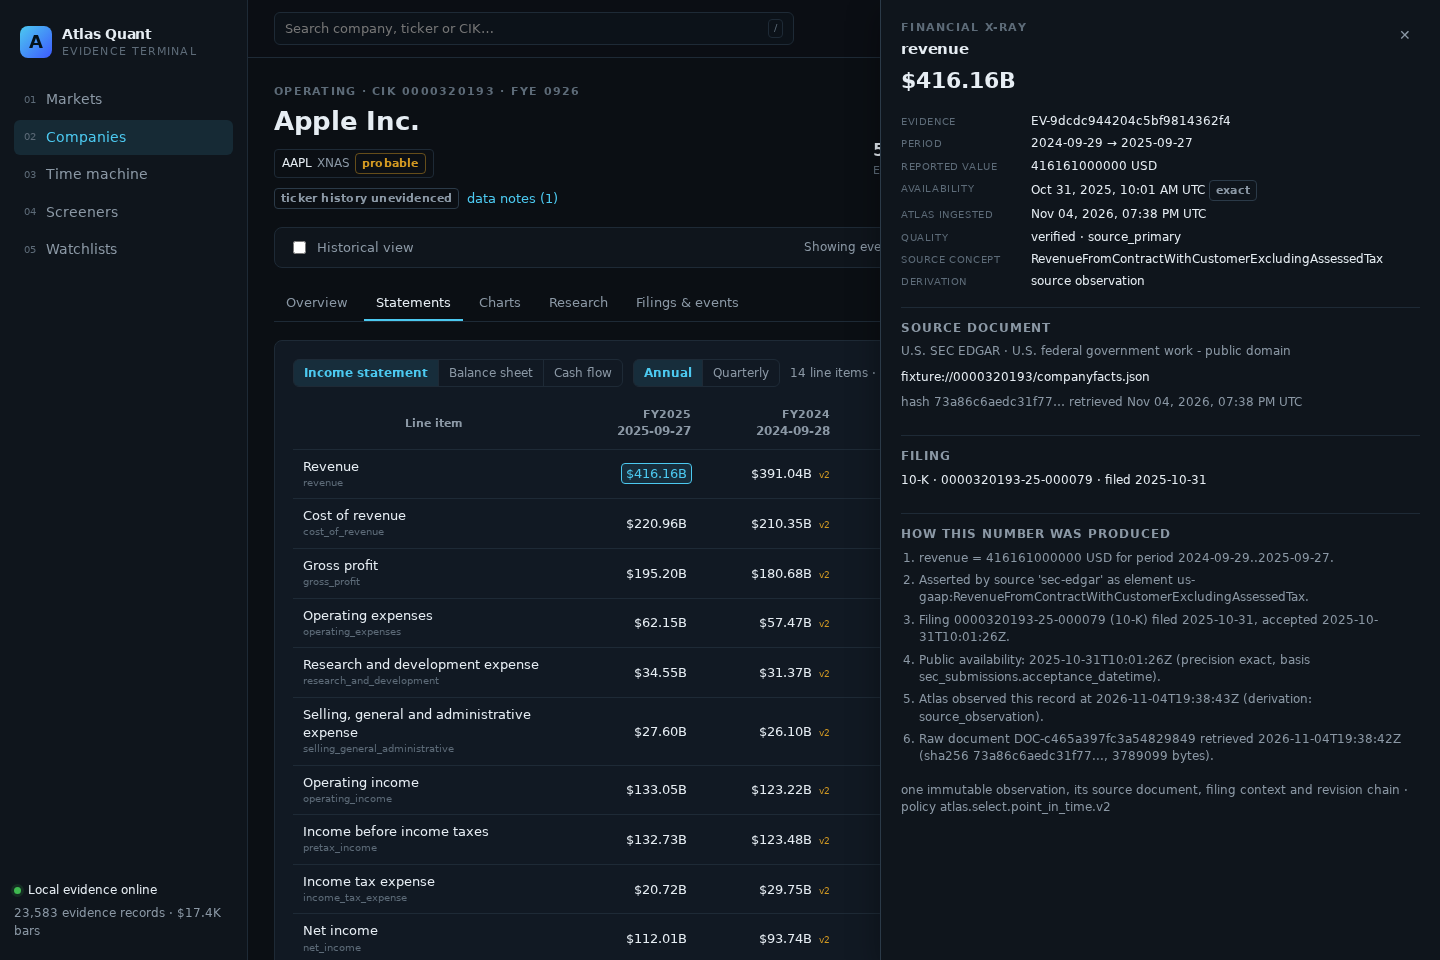 A
Atlas Quant
EVIDENCE TERMINAL
01 Markets
02 Companies
03 Time machine
04 Screeners
05 Watchlists
Local evidence online
23,583 evidence records · $17.4K
bars
Search company, ticker or CIK…
/
OPERATING · CIK 0000320193 · FYE 0926
Apple Inc.
AAPL XNAS probable
ticker history unevidenced data notes (1)
Historical view
Showing eve
Overview Statements Charts Research Filings & events
Income statement Balance sheet Cash flow Annual Quarterly 14 line items ·
Line item FY2025 FY2024
2025-09-27 2024-09-28
Revenue $416.16B $391.04B v2
revenue
Cost of revenue $220.96B $210.35B v2
cost_of_revenue
Gross profit $195.20B $180.68B v2
gross_profit
Operating expenses $62.15B $57.47B v2
operating_expenses
Research and development expense $34.55B $31.37B v2
research_and_development
Selling, general and administrative
expense $27.60B $26.10B v2
selling_general_administrative
Operating income $133.05B $123.22B v2
operating_income
Income before income taxes $132.73B $123.48B v2
pretax_income
Income tax expense $20.72B $29.75B v2
income_tax_expense
Net income $112.01B $93.74B v2
net_income
FINANCIAL X-RAY
revenue
×
$416.16B
EVIDENCE EV-9dcdc944204c5bf9814362f4
PERIOD 2024-09-29 → 2025-09-27
REPORTED VALUE 416161000000 USD
AVAILABILITY Oct 31, 2025, 10:01 AM UTC exact
ATLAS INGESTED Nov 04, 2026, 07:38 PM UTC
QUALITY verified · source_primary
SOURCE CONCEPT RevenueFromContractWithCustomerExcludingAssessedTax
DERIVATION source observation
SOURCE DOCUMENT
U.S. SEC EDGAR · U.S. federal government work - public domain
fixture://0000320193/companyfacts.json
hash 73a86c6aedc31f77… retrieved Nov 04, 2026, 07:38 PM UTC
FILING
10-K · 0000320193-25-000079 · filed 2025-10-31
HOW THIS NUMBER WAS PRODUCED
1. revenue = 416161000000 USD for period 2024-09-29..2025-09-27.
2. Asserted by source 'sec-edgar' as element us-
gaap:RevenueFromContractWithCustomerExcludingAssessedTax.
3. Filing 0000320193-25-000079 (10-K) filed 2025-10-31, accepted 2025-10-
31T10:01:26Z.
4. Public availability: 2025-10-31T10:01:26Z (precision exact, basis
sec_submissions.acceptance_datetime).
5. Atlas observed this record at 2026-11-04T19:38:43Z (derivation:
source_observation).
6. Raw document DOC-c465a397fc3a54829849 retrieved 2026-11-04T19:38:42Z
(sha256 73a86c6aedc31f77…, 3789099 bytes).
one immutable observation, its source document, filing context and revision chain ·
policy atlas.select.point_in_time.v2